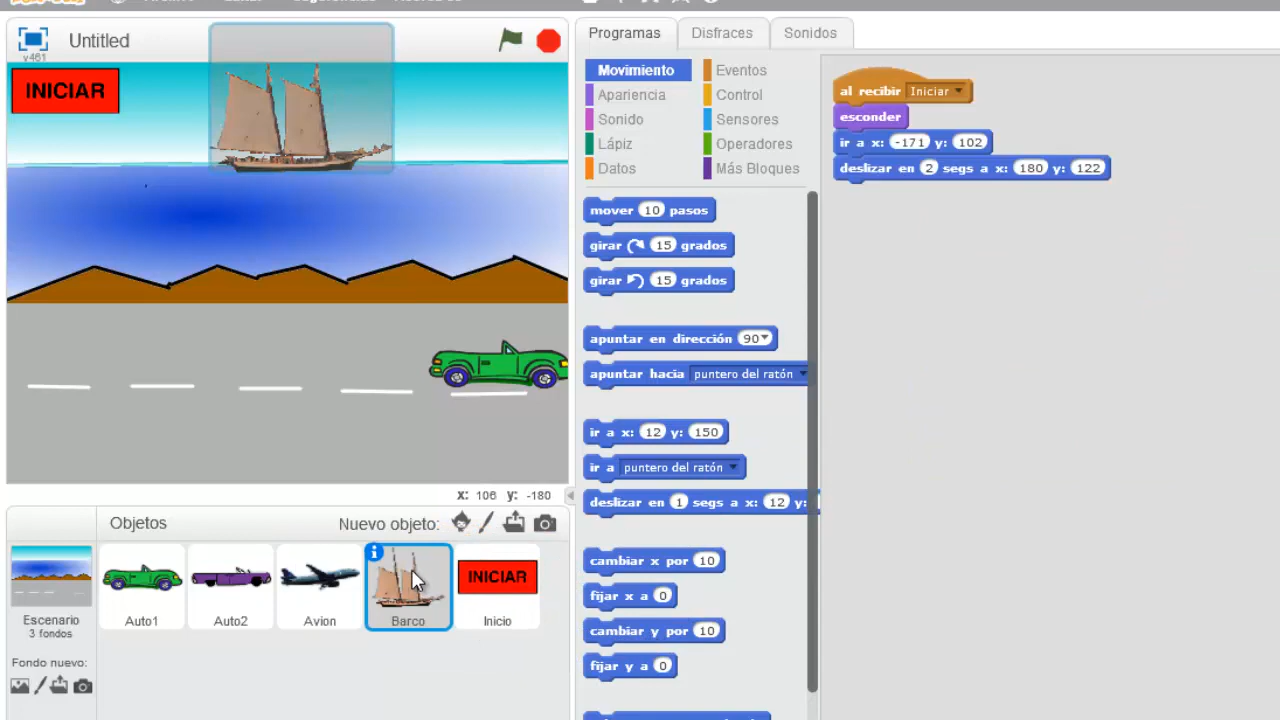 Untitled
v461
INICIAR
Programas
Disfraces
Sonidos
Movimiento
Eventos
Apariencia
Control
Sonido
Sensores
Lápiz
Operadores
Datos
Más Bloques
mover 10 pasos
girar 15 grados
girar 15 grados
apuntar en dirección 90
apuntar hacia puntero del ratón
ir a x: 12 y: 150
ir a puntero del ratón
deslizar en 1 segs a x: 12 y:
cambiar x por 10
fijar x a 0
cambiar y por 10
fijar y a 0
al recibir Iniciar
esconder
ir a x: -171 y: 102
deslizar en 2 segs a x: 180 y: 122
x: 106 y: -180
Objetos
Nuevo objeto:
INICIAR
Escenario
3 fondos
Auto1
Auto2
Avion
Barco
Inicio
Fondo nuevo: